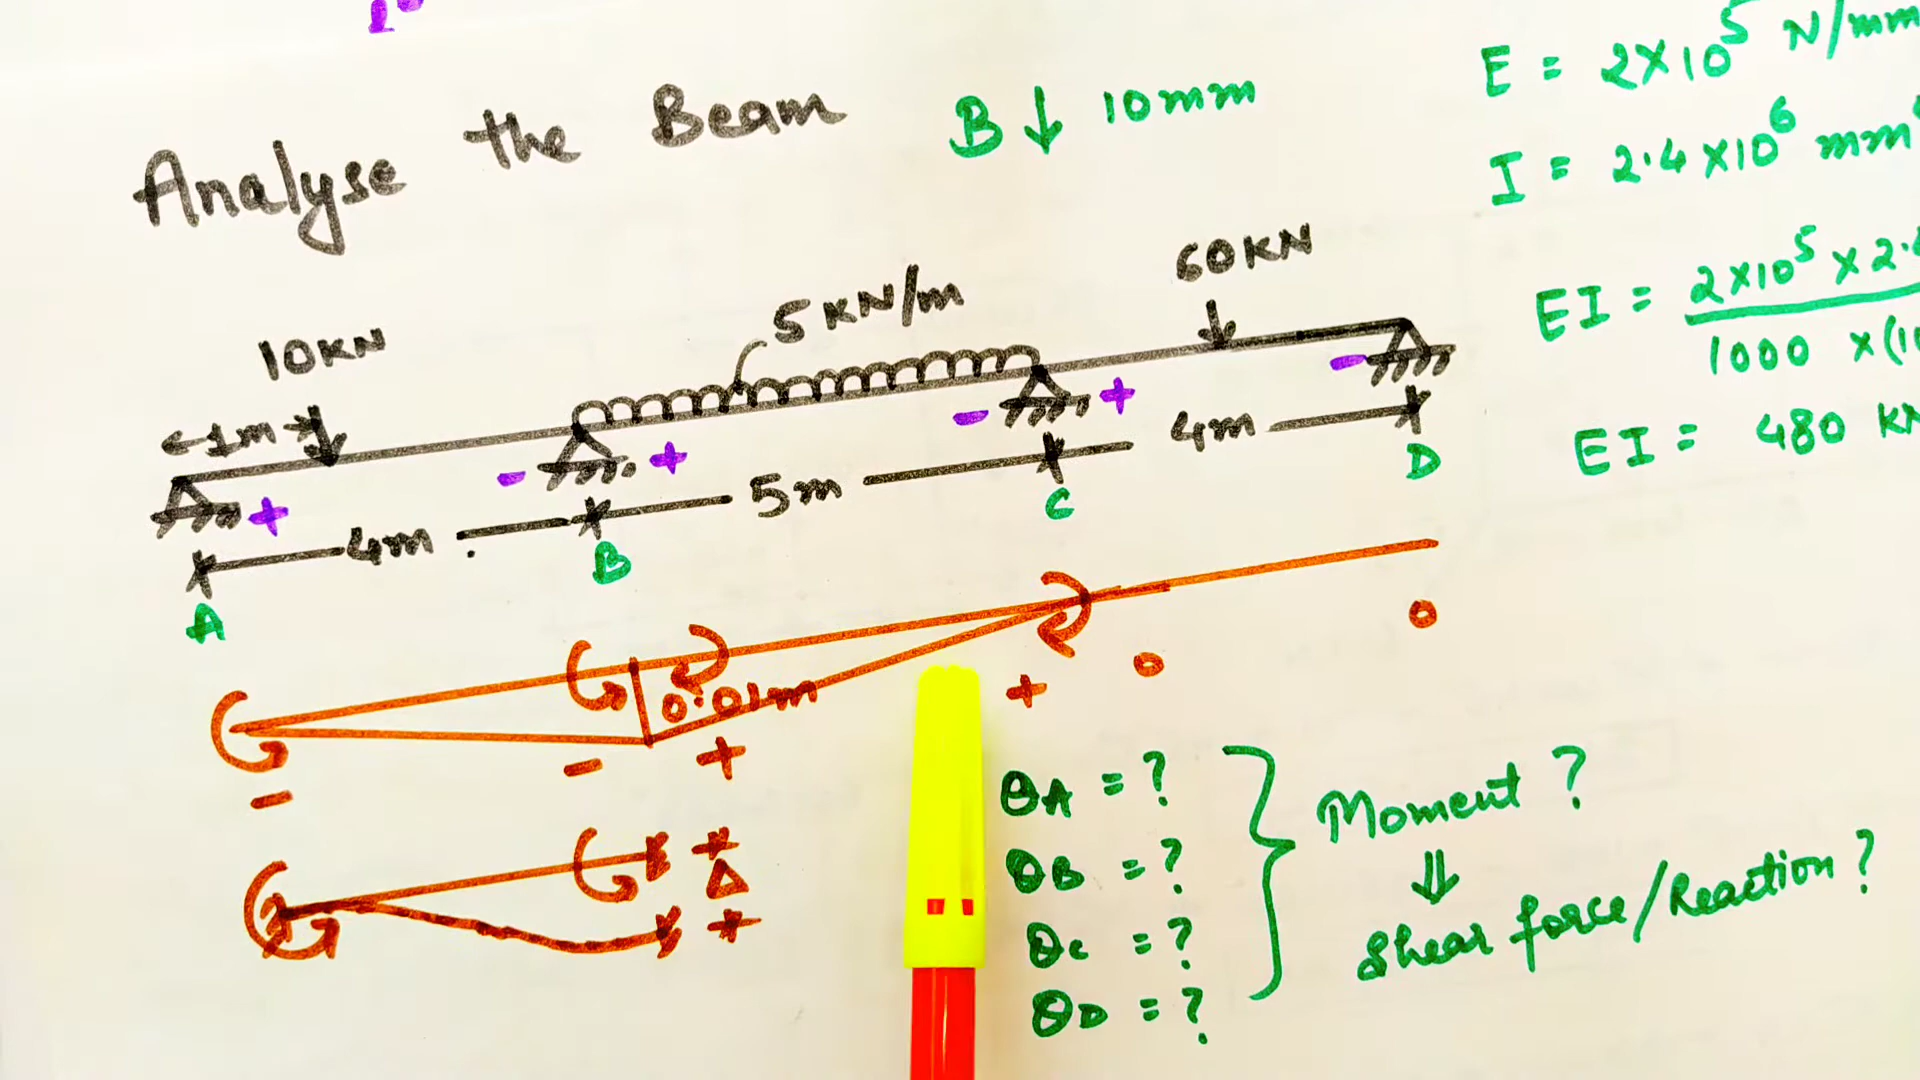 Analyse the Beam B ↓ 10mm
E = 2×10⁵ N/mm
I = 2.4×10⁶ mm
EI = 2×10⁵ × 2.
1000 ×(10
EI = 480 KN
10KN
5KN/m
60KN
1m
+ - + - + -
4m 5m 4m
A B C D
0.01m
- - + + 0 0
Δ
θA = ?
θB = ?
θc = ?
θD = ?
Moment ?
⇓
Shear force/Reaction ?